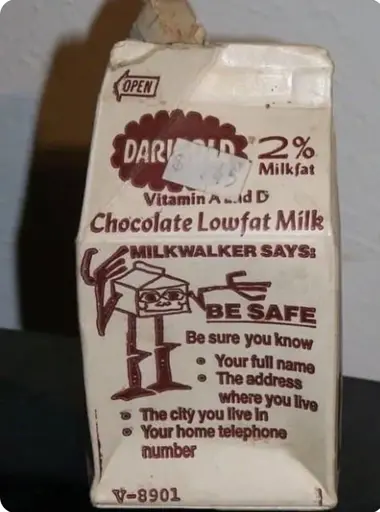 OPEN
2%
Milkfat
Vitamin A and D
Chocolate Lowfat Milk
MILKWALKER SAYS:
BE SAFE
Be sure you know
• Your full name
• The address
where you live
• The city you live in
• Your home telephone
number
V-8901